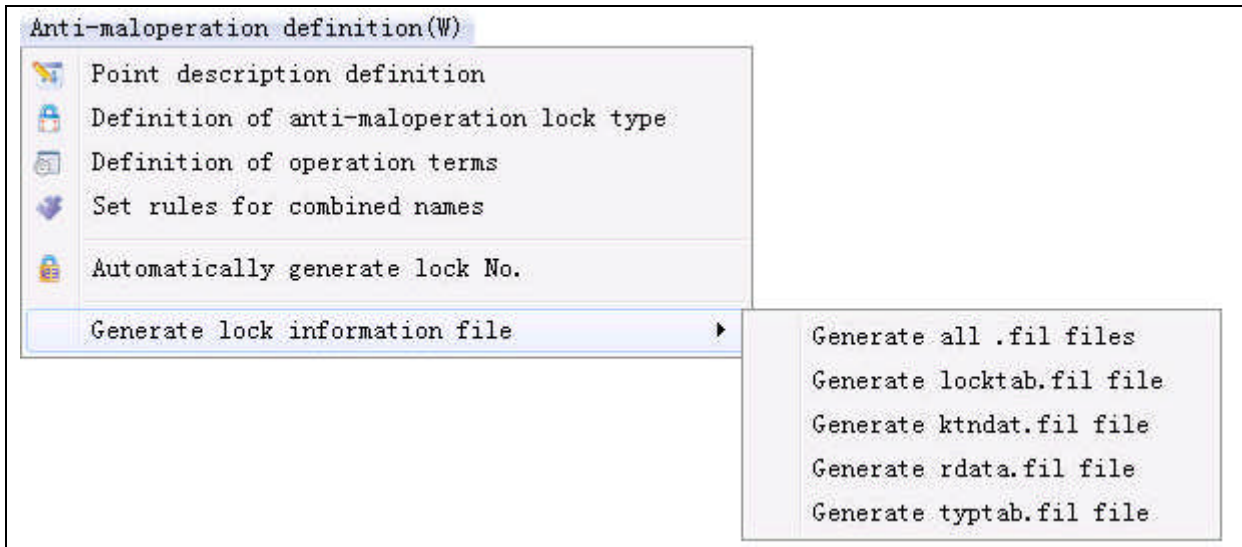 Anti-maloperation definition(W)
Point description definition
Definition of anti-maloperation lock type
Definition of operation terms
Set rules for combined names
Automatically generate lock No.
Generate lock information file
Generate all .fil files
Generate locktab.fil file
Generate ktndat.fil file
Generate rdata.fil file
Generate typtab.fil file